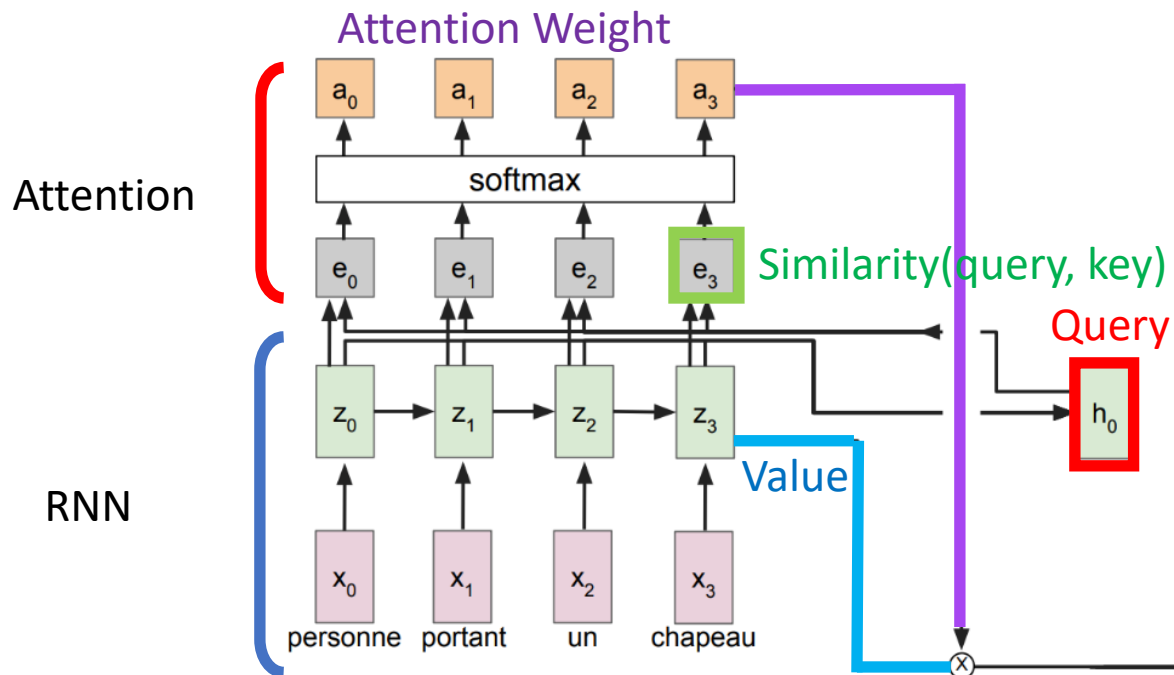 Attention Weight
a0 a1 a2 a3
softmax
Attention
e0 e1 e2 e3 Similarity(query, key)
Query
z0 z1 z2 z3 h0
Value
RNN
x0 x1 x2 x3
personne portant un chapeau
X